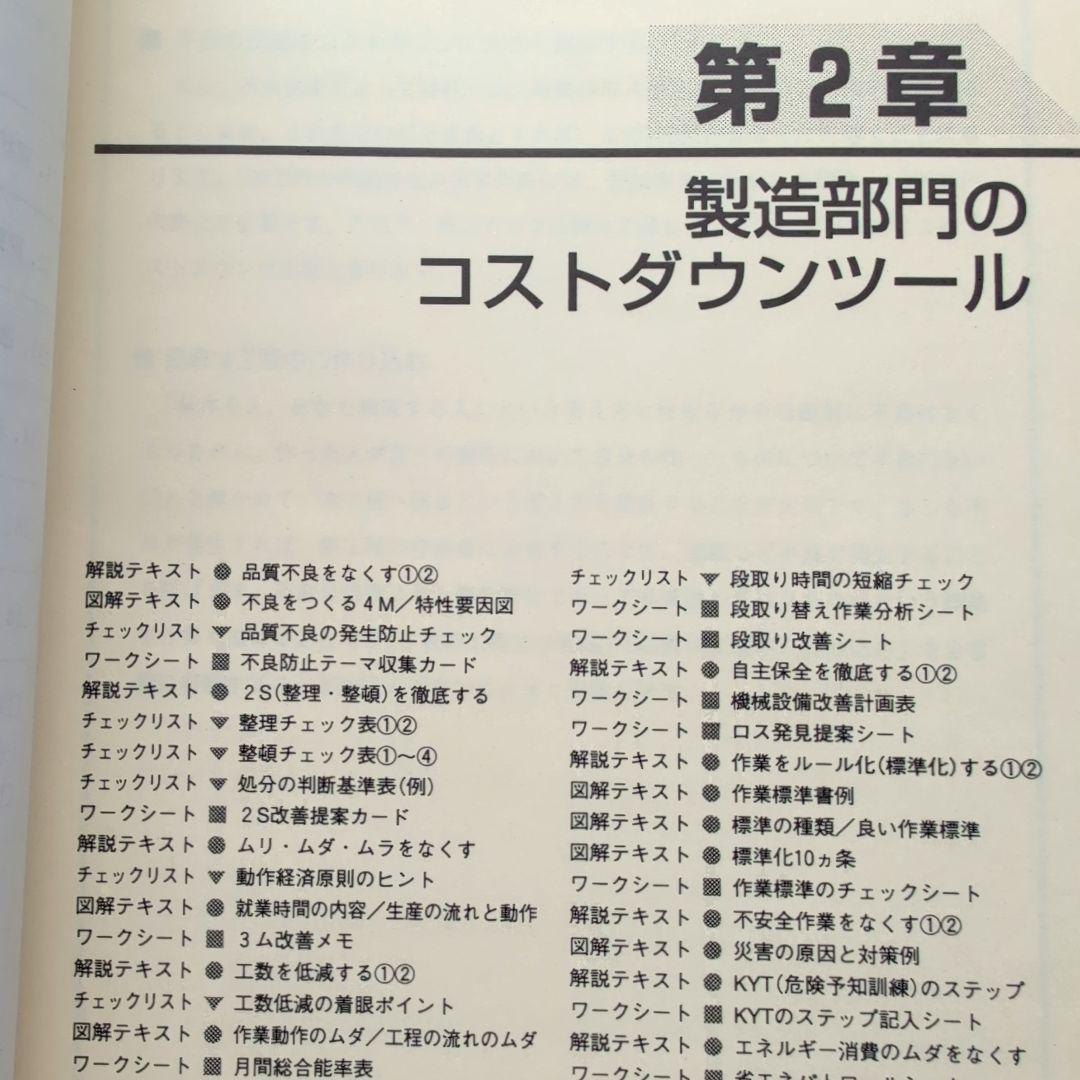 第2章
製造部門の
コストダウンツール
解説テキスト ● 品質不良をなくす①②
図解テキスト ● 不良をつくる4M／特性要因図
チェックリスト ▼ 品質不良の発生防止チェック
ワークシート ■ 不良防止テーマ収集カード
解説テキスト ● 2S(整理・整頓)を徹底する
チェックリスト ▼ 整理チェック表①②
チェックリスト ▼ 整頓チェック表①〜④
チェックリスト ▼ 処分の判断基準表(例)
ワークシート ■ 2S改善提案カード
解説テキスト ● ムリ・ムダ・ムラをなくす
チェックリスト ▼ 動作経済原則のヒント
図解テキスト ● 就業時間の内容／生産の流れと動作
ワークシート ■ 3ム改善メモ
解説テキスト ● 工数を低減する①②
チェックリスト ▼ 工数低減の着眼ポイント
図解テキスト ● 作業動作のムダ／工程の流れのムダ
ワークシート ■ 月間総合能率表
チェックリスト ▼ 段取り時間の短縮チェック
ワークシート ■ 段取り替え作業分析シート
ワークシート ■ 段取り改善シート
解説テキスト ● 自主保全を徹底する①②
ワークシート ■ 機械設備改善計画表
ワークシート ■ ロス発見提案シート
解説テキスト ● 作業をルール化(標準化)する①②
図解テキスト ● 作業標準書例
図解テキスト ● 標準の種類／良い作業標準
図解テキスト ● 標準化10ヵ条
ワークシート ■ 作業標準のチェックシート
解説テキスト ● 不安全作業をなくす①②
図解テキスト ● 災害の原因と対策例
解説テキスト ● KYT(危険予知訓練)のステップ
ワークシート ■ KYTのステップ記入シート
解説テキスト ● エネルギー消費のムダをなくす
ワークシート ■